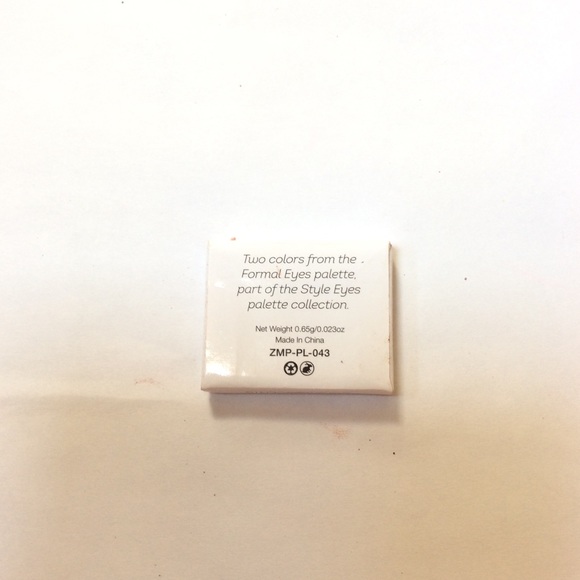 Two colors from the
Formal Eyes palette,
part of the Style Eyes
palette collection.
Net Weight 0.65g/0.023oz
Made In China
ZMP-PL-043